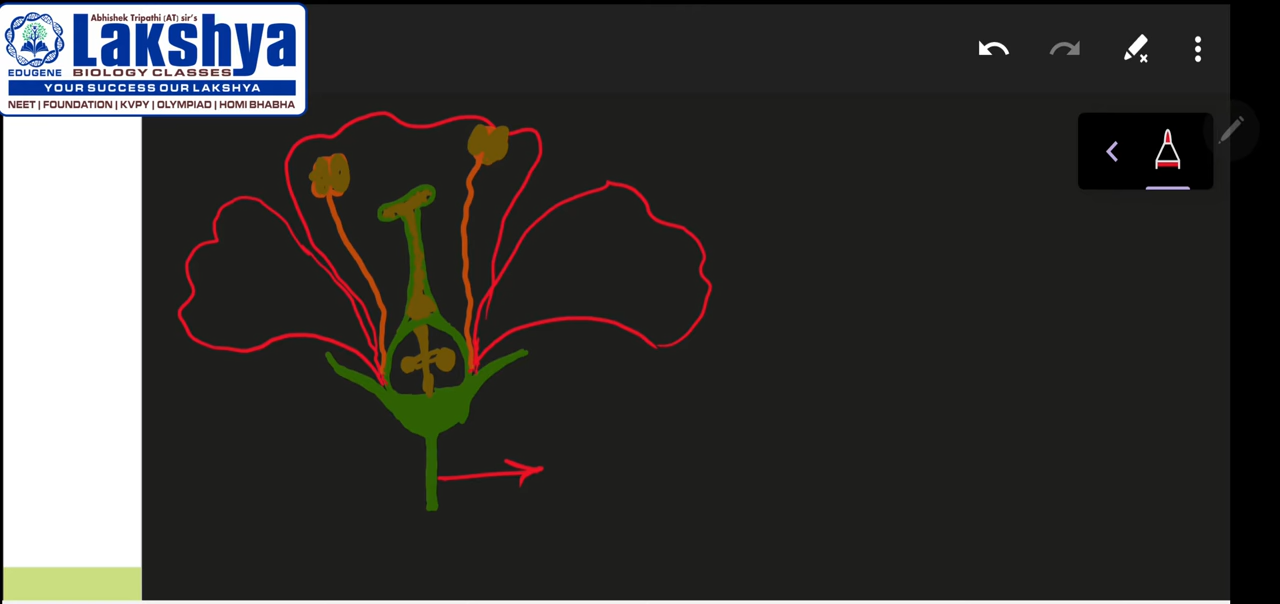 Abhishek Tripathi (AT) sir's
Lakshya
EDUGENE
BIOLOGY CLASSES
YOUR SUCCESS OUR LAKSHYA
NEET | FOUNDATION | KVPY | OLYMPIAD | HOMI BHABHA